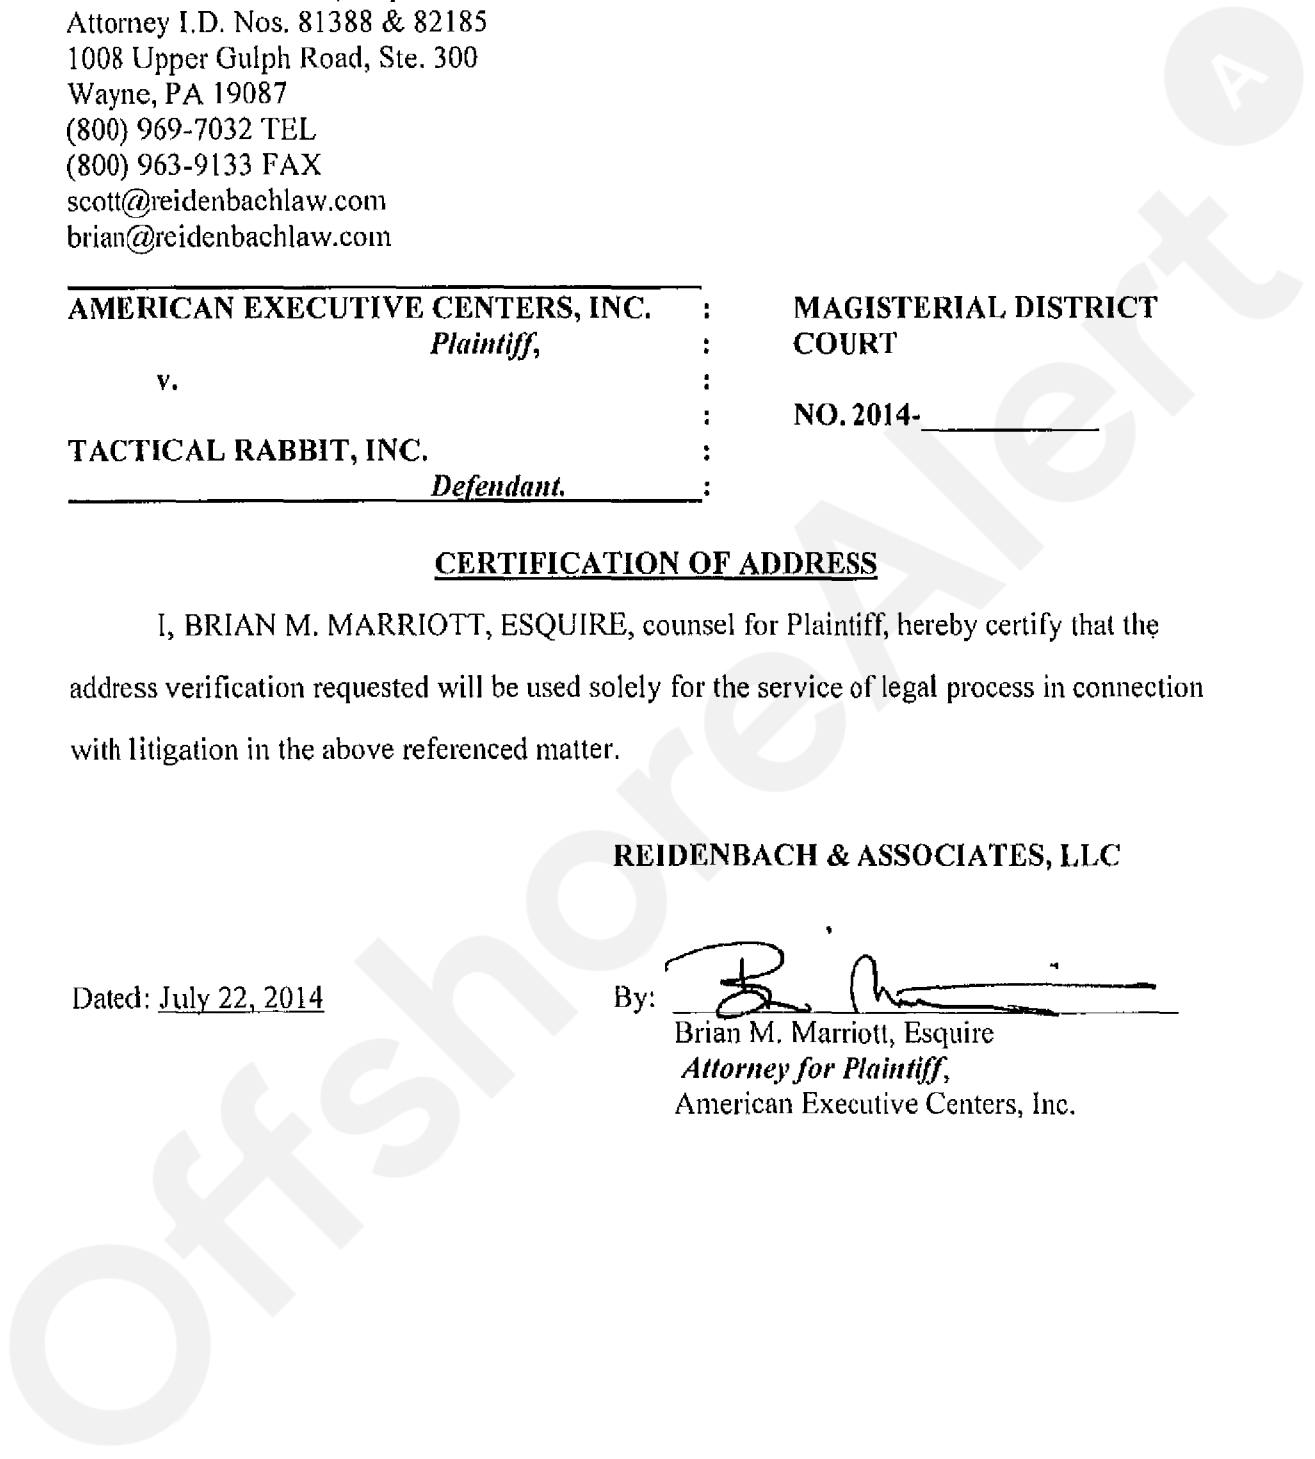 Attorney I.D. Nos. 81388 & 82185
1008 Upper Gulph Road, Ste. 300
Wayne, PA 19087
(800) 969-7032 TEL
(800) 963-9133 FAX
scott@reidenbachlaw.com
brian@reidenbachlaw.com
AMERICAN EXECUTIVE CENTERS, INC. : MAGISTERIAL DISTRICT
Plaintiff, : COURT
v. :
: NO. 2014-__________
TACTICAL RABBIT, INC. :
Defendant. :
CERTIFICATION OF ADDRESS
I, BRIAN M. MARRIOTT, ESQUIRE, counsel for Plaintiff, hereby certify that the
address verification requested will be used solely for the service of legal process in connection
with litigation in the above referenced matter.
REIDENBACH & ASSOCIATES, LLC
Dated: July 22, 2014 By:
Brian M. Marriott, Esquire
Attorney for Plaintiff,
American Executive Centers, Inc.
OffshoreAlert
A